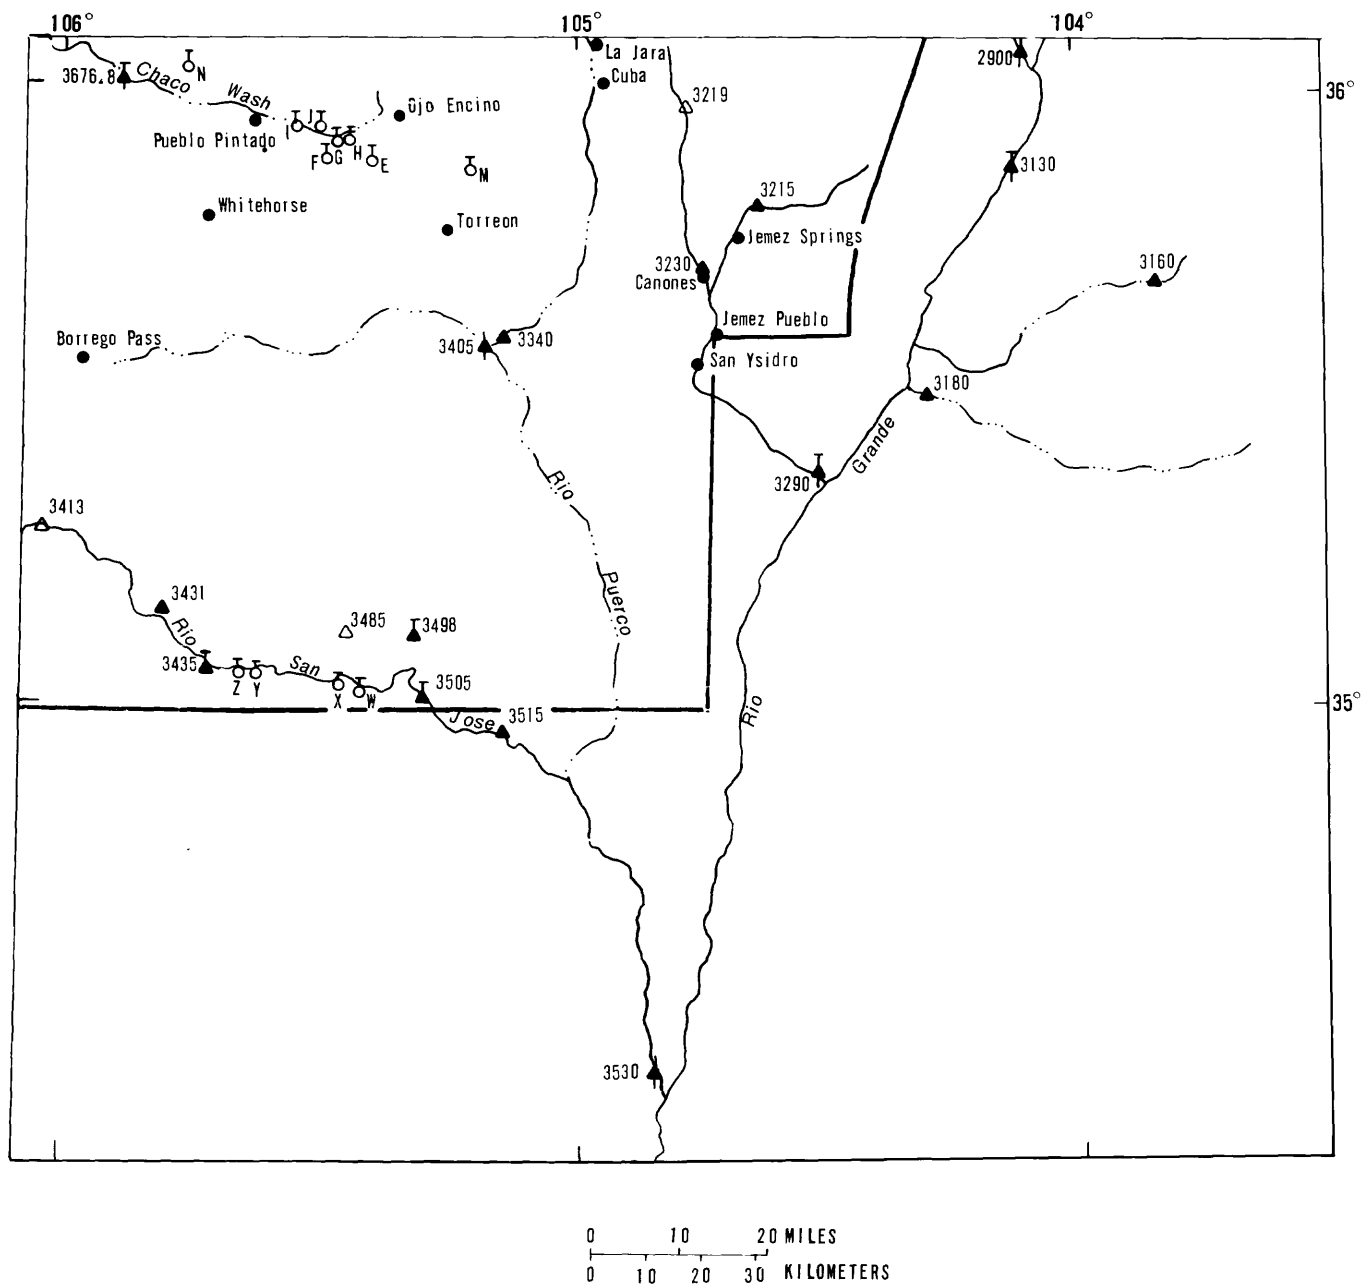 106°
105°
104°
La Jara
2900
N
3676.8
Chaco
Cuba
36°
Wash
Ojo Encino
3219
I
J
Pueblo Pintado
F
G
H
E
M
3130
3215
Whitehorse
Torreon
Jemez Springs
3230
Canones
3160
Borrego Pass
3405
3340
Jemez Pueblo
San Ysidro
3180
Grande
Rio
3290
3413
3431
Rio
3485
3498
Puerco
3435
Z
Y
San
X
W
3505
Jose
3515
Rio
35°
3530
0 10 20 MILES
0 10 20 30 KILOMETERS